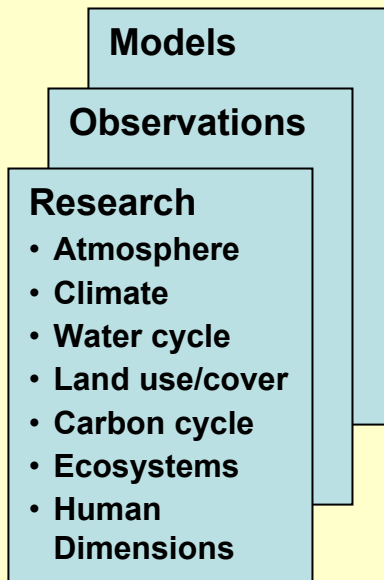 Models
Observations
Research
• Atmosphere
• Climate
• Water cycle
• Land use/cover
• Carbon cycle
• Ecosystems
• Human
Dimensions